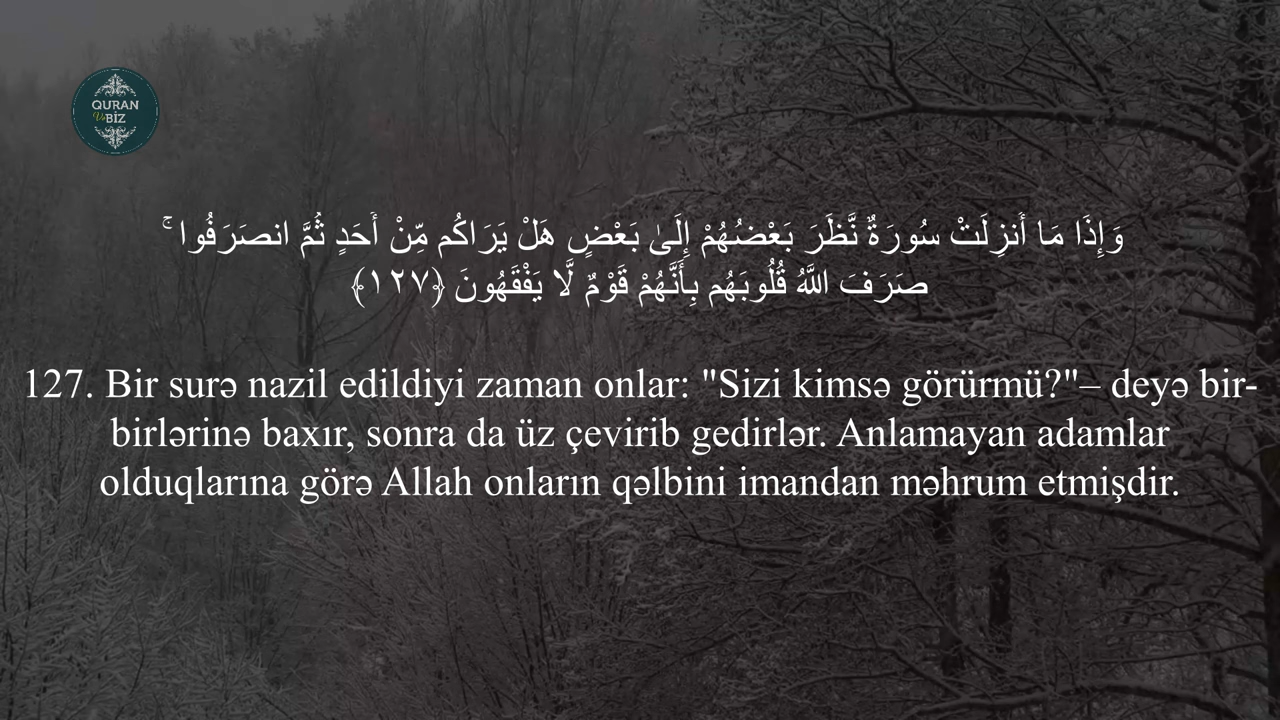 QURAN
Və BİZ
وَإِذَا مَا أُنزِلَتْ سُورَةٌ نَّظَرَ بَعْضُهُمْ إِلَىٰ بَعْضٍ هَلْ يَرَاكُم مِّنْ أَحَدٍ ثُمَّ انصَرَفُوا ۚ
صَرَفَ اللَّهُ قُلُوبَهُم بِأَنَّهُمْ قَوْمٌ لَّا يَفْقَهُونَ ﴿١٢٧﴾
127. Bir surə nazil edildiyi zaman onlar: "Sizi kimsə görürmü?"– deyə bir-
birlərinə baxır, sonra da üz çevirib gedirlər. Anlamayan adamlar
olduqlarına görə Allah onların qəlbini imandan məhrum etmişdir.